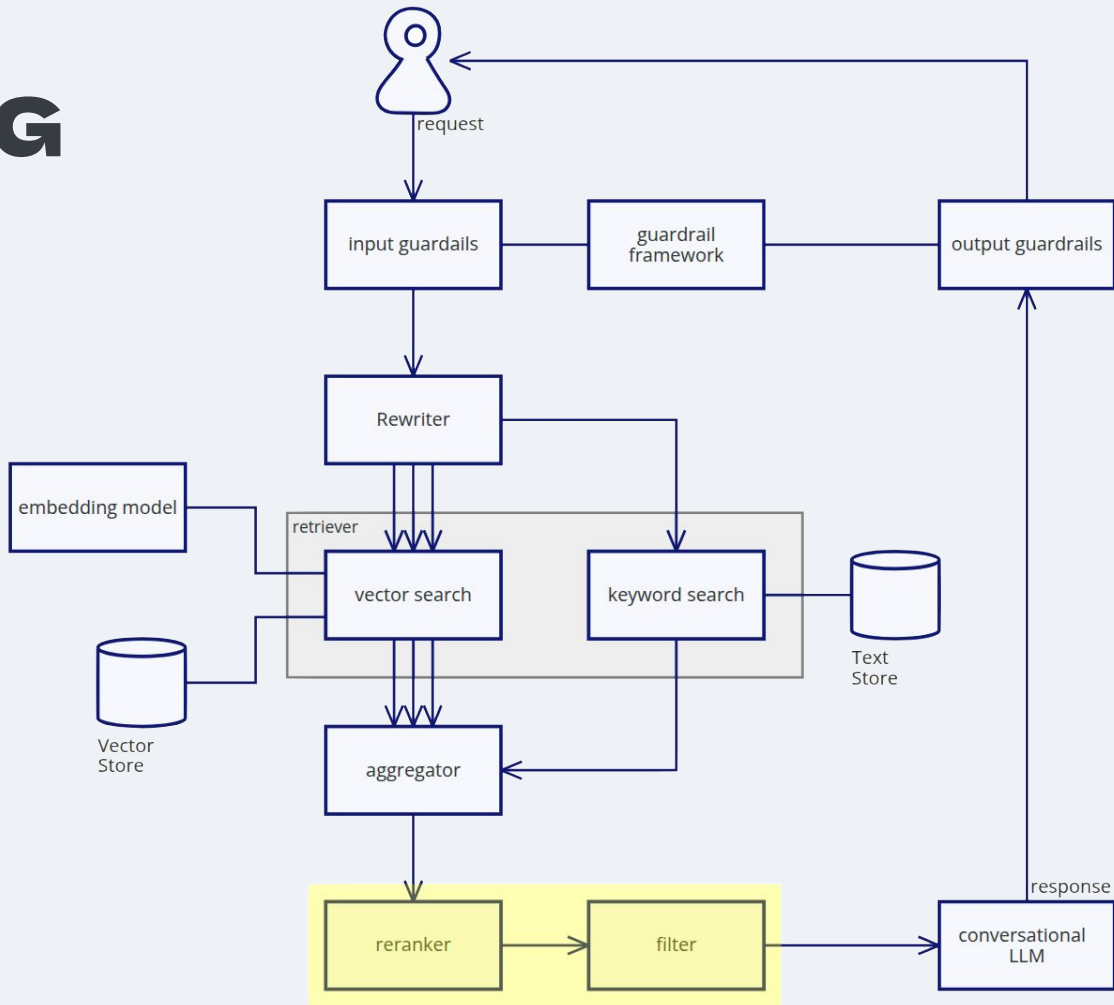 G
request
input guardails
guardrail
framework
output guardrails
Rewriter
embedding model
retriever
vector search
keyword search
Text
Store
Vector
Store
aggregator
response
reranker
filter
conversational
LLM